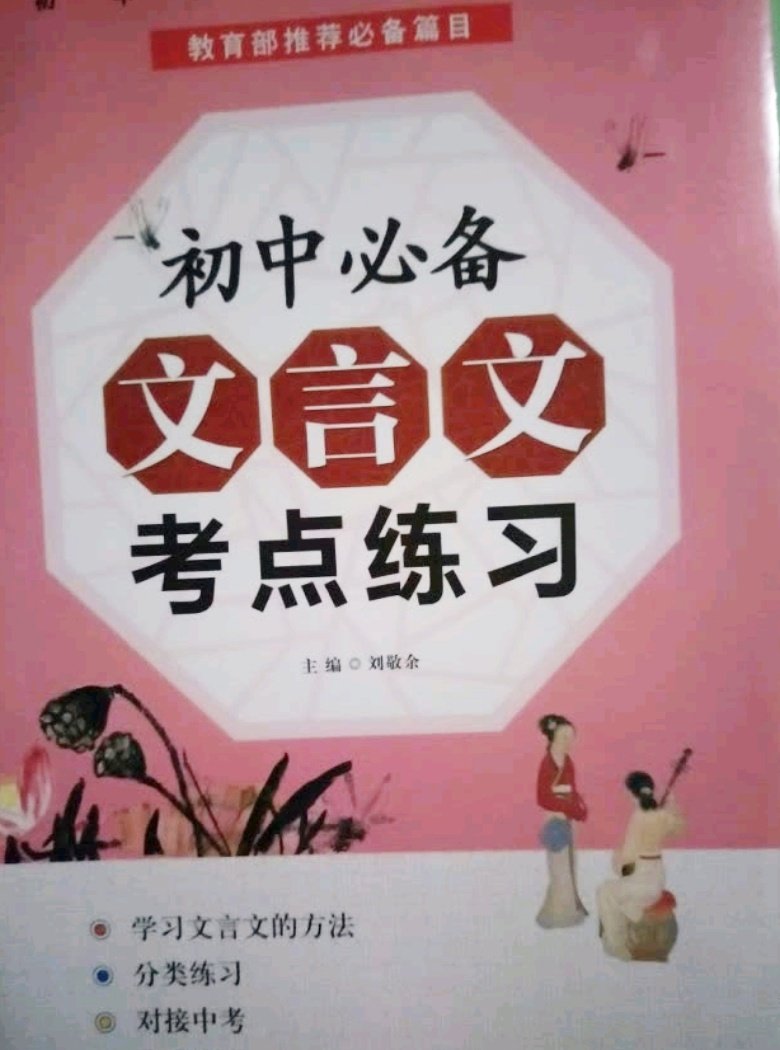 教育部推荐必备篇目
初中必备
文言文
考点练习
主编◎刘敬余
学习文言文的方法
分类练习
对接中考